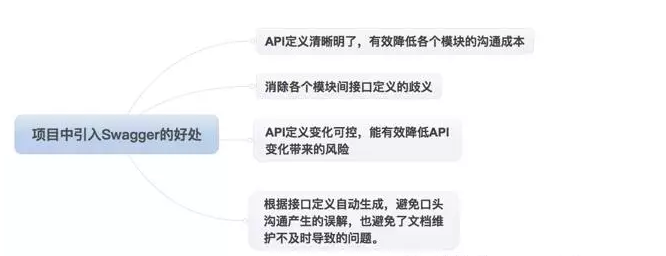 API定义清晰明了，有效降低各个模块的沟通成本
消除各个模块间接口定义的歧义
项目中引入Swagger的好处
API定义变化可控，能有效降低API
变化带来的风险
根据接口定义自动生成，避免口头
沟通产生的误解，也避免了文档维
护不及时导致的问题。